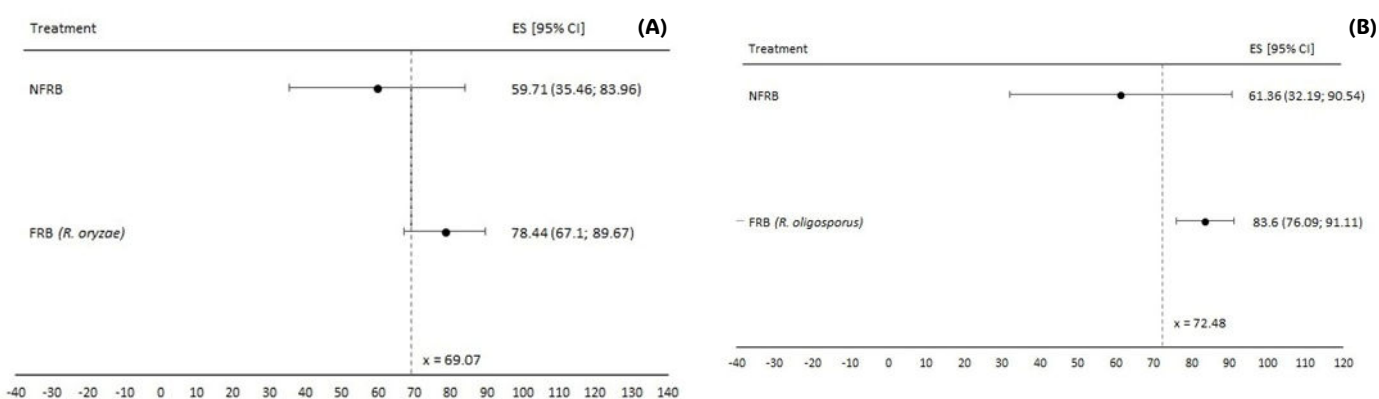 (A)
Treatment ES [95% CI]
NFRB 59.71 (35.46; 83.96)
FRB (R. oryzae) 78.44 (67.1; 89.67)
x = 69.07
-40 -30 -20 -10 0 10 20 30 40 50 60 70 80 90 100 110 120 130 140
(B)
Treatment ES [95% CI]
NFRB 61.36 (32.19; 90.54)
FRB (R. oligosporus) 83.6 (76.09; 91.11)
x = 72.48
-40 -30 -20 -10 0 10 20 30 40 50 60 70 80 90 100 110 120